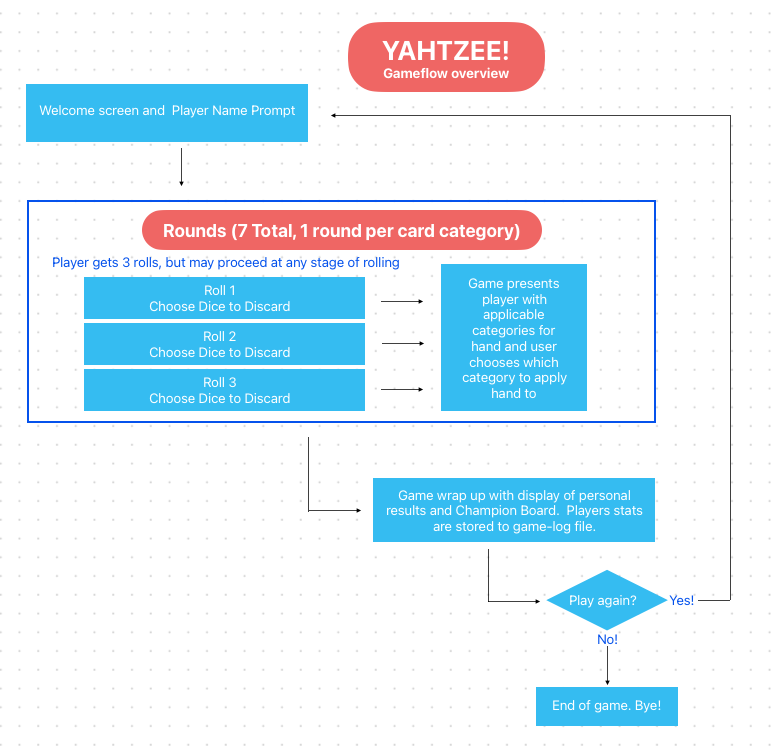 YAHTZEE!
Gameflow overview
Welcome screen and  Player Name Prompt
Rounds (7 Total, 1 round per card category)
Player gets 3 rolls, but may proceed at any stage of rolling
Roll 1
Choose Dice to Discard
Roll 2
Choose Dice to Discard
Roll 3
Choose Dice to Discard
Game presents
player with
applicable
categories for
hand and user
chooses which
category to apply
hand to
Game wrap up with display of personal
results and Champion Board.  Players stats
are stored to game-log file.
Play again?
Yes!
No!
End of game. Bye!